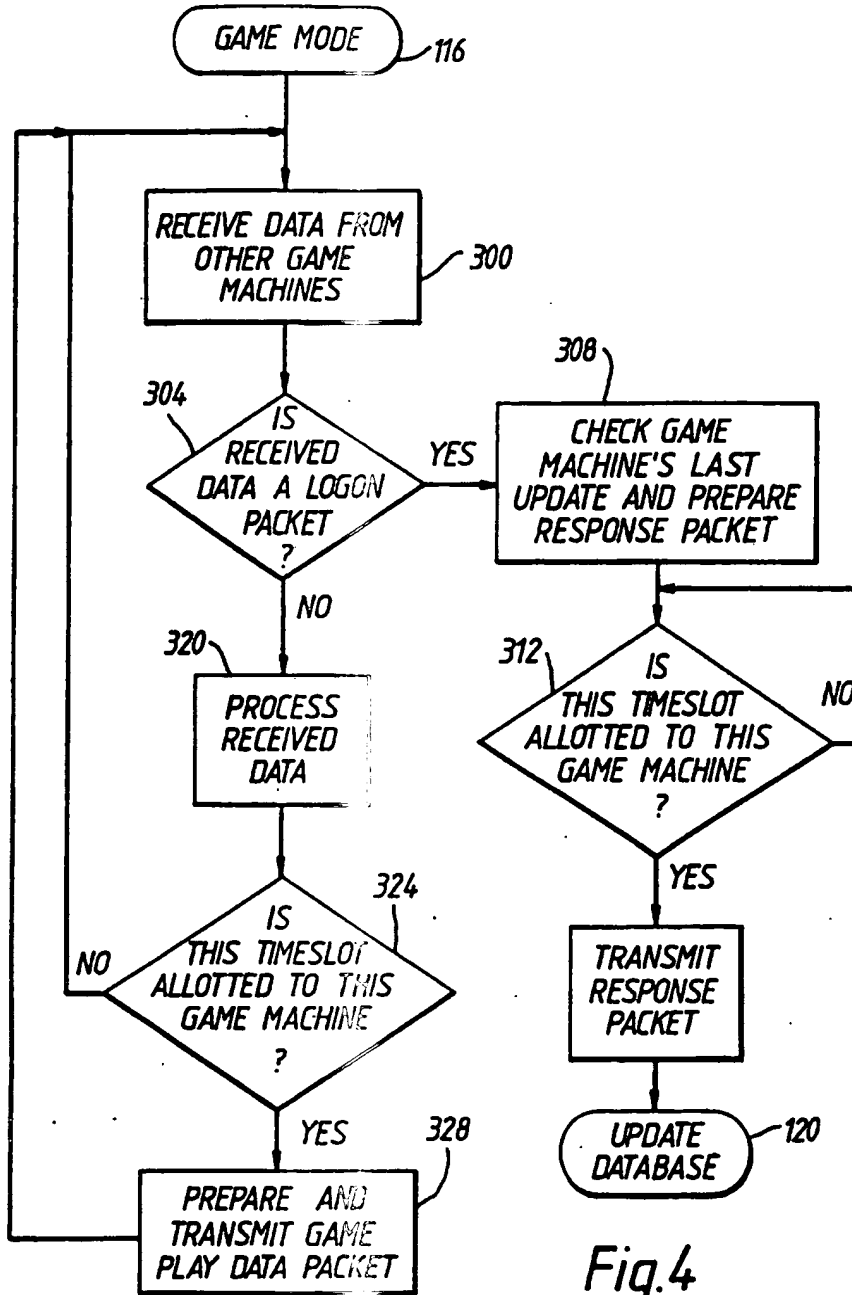 GAME MODE
116
RECEIVE DATA FROM
OTHER GAME
MACHINES
300
304
IS
RECEIVED
DATA A LOGON
PACKET
?
YES
308
CHECK GAME
MACHINE'S LAST
UPDATE AND PREPARE
RESPONSE PACKET
NO
320
PROCESS
RECEIVED
DATA
312
IS
THIS TIMESLOT
ALLOTTED TO THIS
GAME MACHINE
?
NO
YES
324
IS
THIS TIMESLOT
ALLOTTED TO THIS
GAME MACHINE
?
NO
YES
TRANSMIT
RESPONSE
PACKET
328
PREPARE AND
TRANSMIT GAME
PLAY DATA PACKET
UPDATE
DATABASE
120
Fig.4